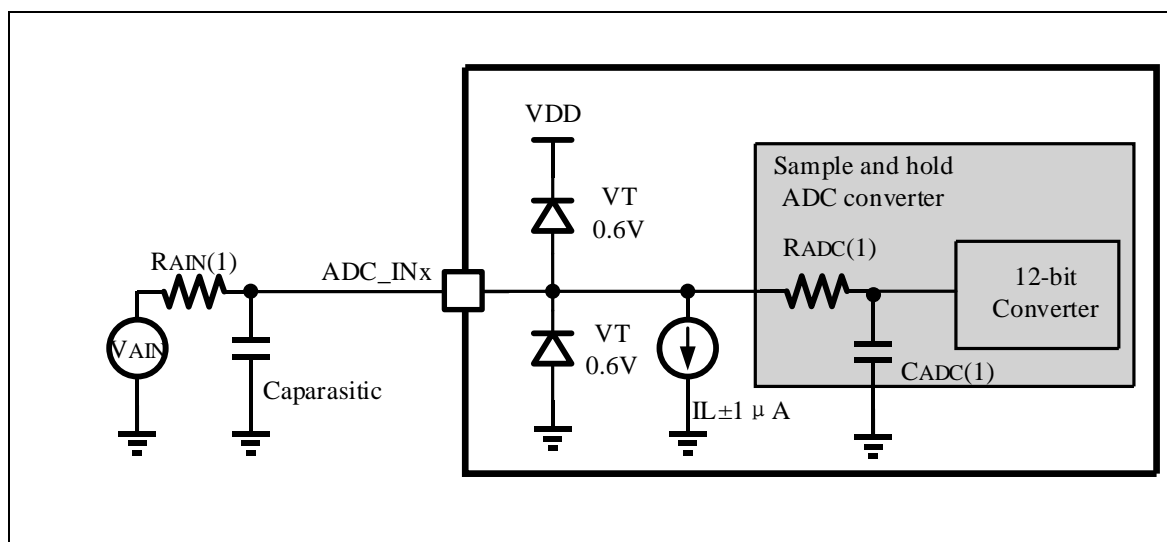 VDD
Sample and hold
ADC converter
VT
0.6V
RAIN(1)
ADC_INx
RADC(1)
12-bit
Converter
VAIN
VT
0.6V
CADC(1)
Caparasitic
IL±1 μA